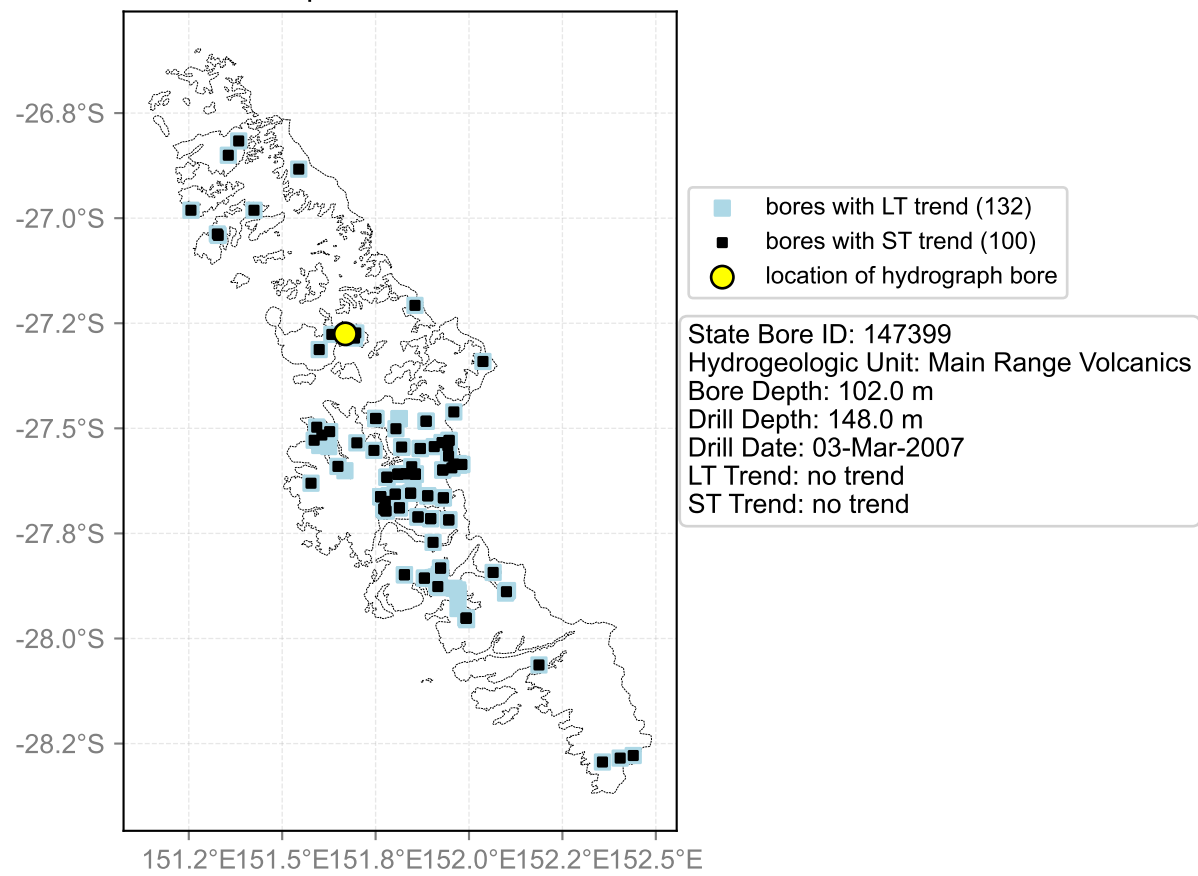 -26.8°S
-27.0°S
-27.2°S
-27.5°S
-27.8°S
-28.0°S
-28.2°S
151.2°E151.5°E151.8°E152.0°E152.2°E152.5°E
bores with LT trend (132)
bores with ST trend (100)
location of hydrograph bore
State Bore ID: 147399
Hydrogeologic Unit: Main Range Volcanics
Bore Depth: 102.0 m
Drill Depth: 148.0 m
Drill Date: 03-Mar-2007
LT Trend: no trend
ST Trend: no trend